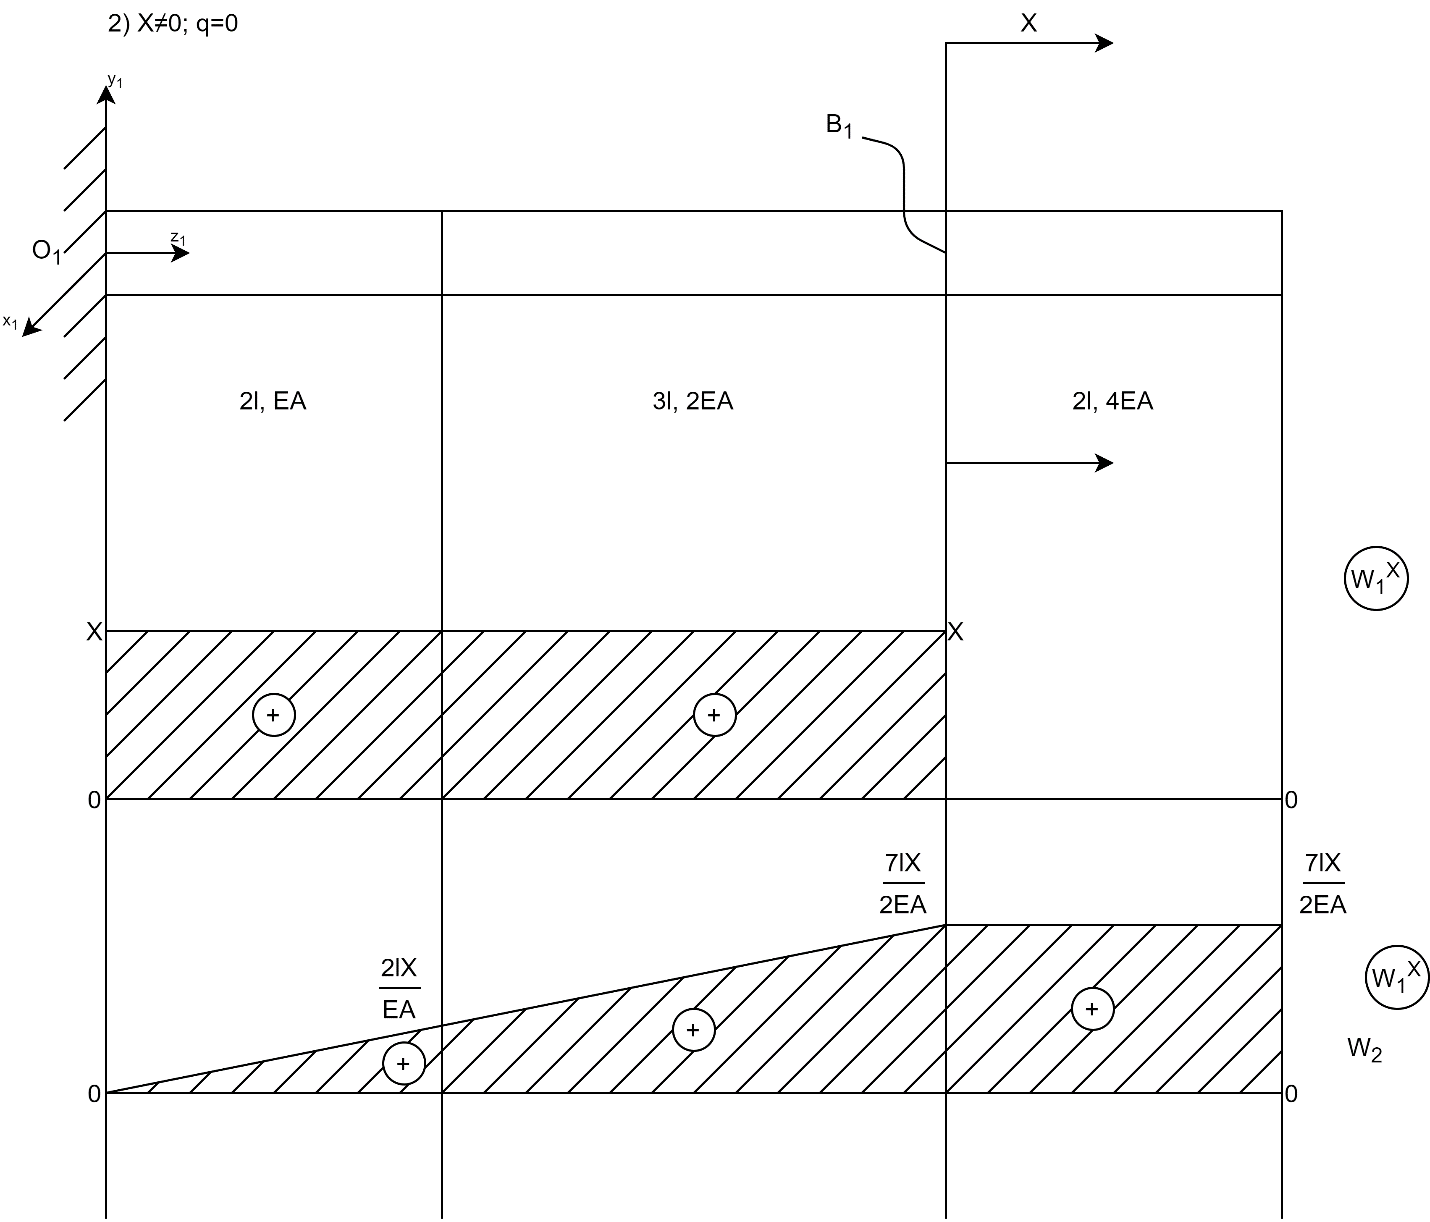 2) X≠0; q=0
X
y₁
B₁
O₁
z₁
x₁
2l, EA
3l, 2EA
2l, 4EA
W₁ˣ
X
X
+
+
0
0
7lX
2EA
7lX
2EA
2lX
EA
W₁ˣ
+
+
+
W₂
0
0